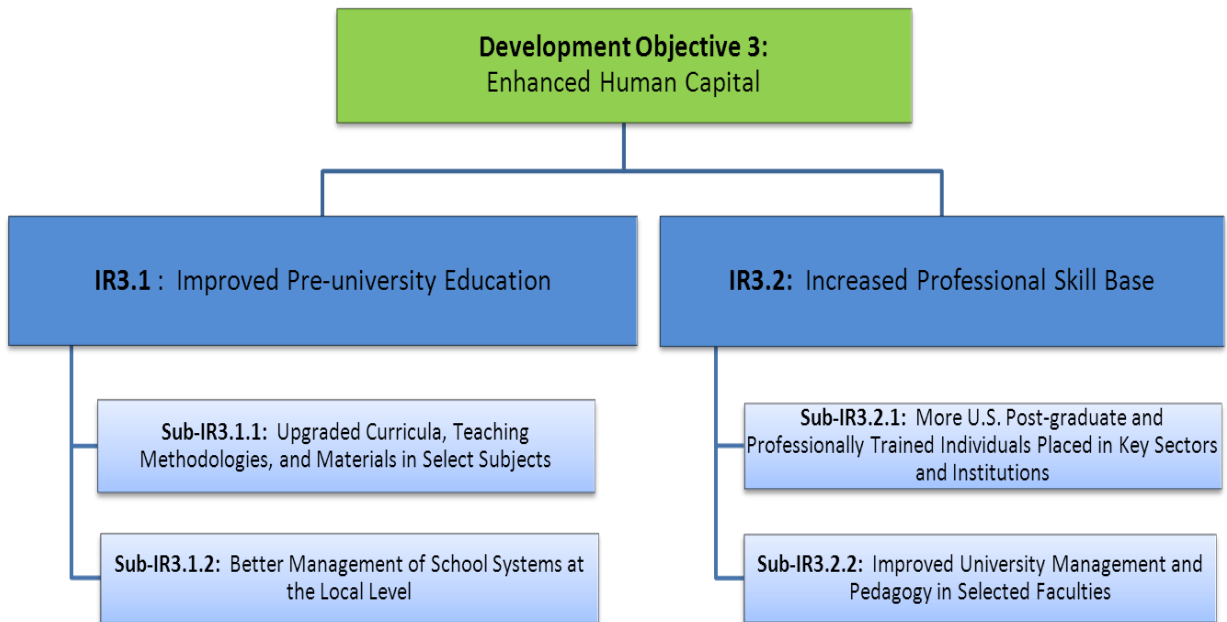 Development Objective 3:
Enhanced Human Capital
IR3.1 : Improved Pre-university Education
IR3.2: Increased Professional Skill Base
Sub-IR3.1.1: Upgraded Curricula, Teaching
Methodologies, and Materials in Select Subjects
Sub-IR3.1.2: Better Management of School Systems at
the Local Level
Sub-IR3.2.1: More U.S. Post-graduate and
Professionally Trained Individuals Placed in Key Sectors
and Institutions
Sub-IR3.2.2: Improved University Management and
Pedagogy in Selected Faculties